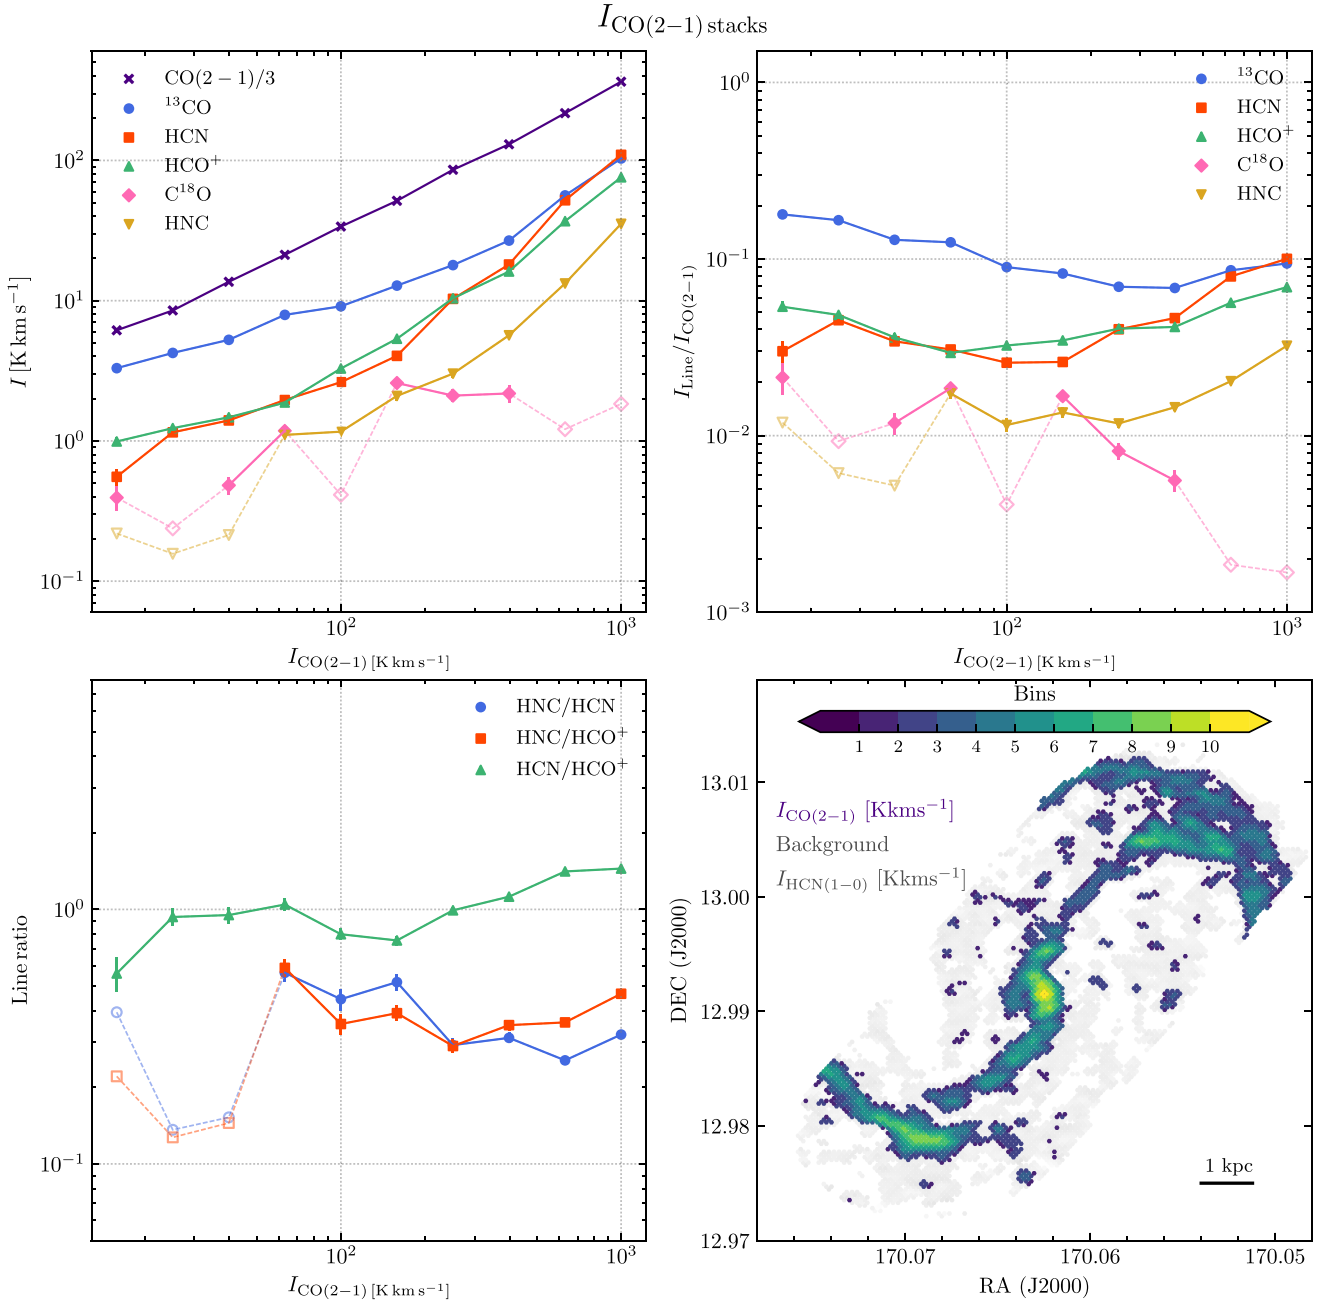 I_CO(2−1) stacks
CO(2 − 1)/3
¹³CO
HCN
HCO⁺
C¹⁸O
HNC
10²
10¹
10⁰
10⁻¹
I [K km s⁻¹]
10² 10³
I_CO(2−1) [K km s⁻¹]
¹³CO
HCN
HCO⁺
C¹⁸O
HNC
10⁰
10⁻¹
10⁻²
10⁻³
I_Line/I_CO(2−1)
10² 10³
I_CO(2−1) [K km s⁻¹]
HNC/HCN
HNC/HCO⁺
HCN/HCO⁺
10⁰
10⁻¹
Line ratio
10² 10³
I_CO(2−1) [K km s⁻¹]
Bins
1 2 3 4 5 6 7 8 9 10
I_CO(2−1) [Kkms⁻¹]
Background
I_HCN(1−0) [Kkms⁻¹]
13.01
13.00
12.99
12.98
12.97
DEC (J2000)
1 kpc
170.07 170.06 170.05
RA (J2000)